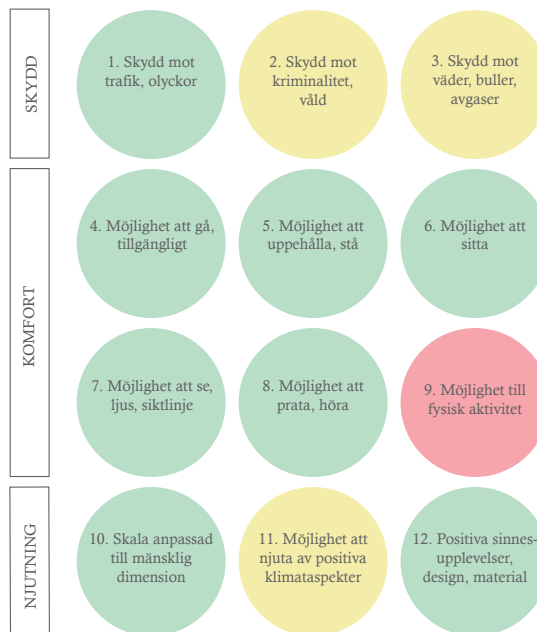 SKYDD
1. Skydd mot
trafik, olyckor
2. Skydd mot
kriminalitet,
våld
3. Skydd mot
väder, buller,
avgaser
KOMFORT
4. Möjlighet att gå,
tillgängligt
5. Möjlighet att
uppehålla, stå
6. Möjlighet att
sitta
7. Möjlighet att se,
ljus, siktlinje
8. Möjlighet att
prata, höra
9. Möjlighet till
fysisk aktivitet
NJUTNING
10. Skala anpassad
till mänsklig
dimension
11. Möjlighet att
njuta av positiva
klimataspekter
12. Positiva sinnes-
upplevelser,
design, material